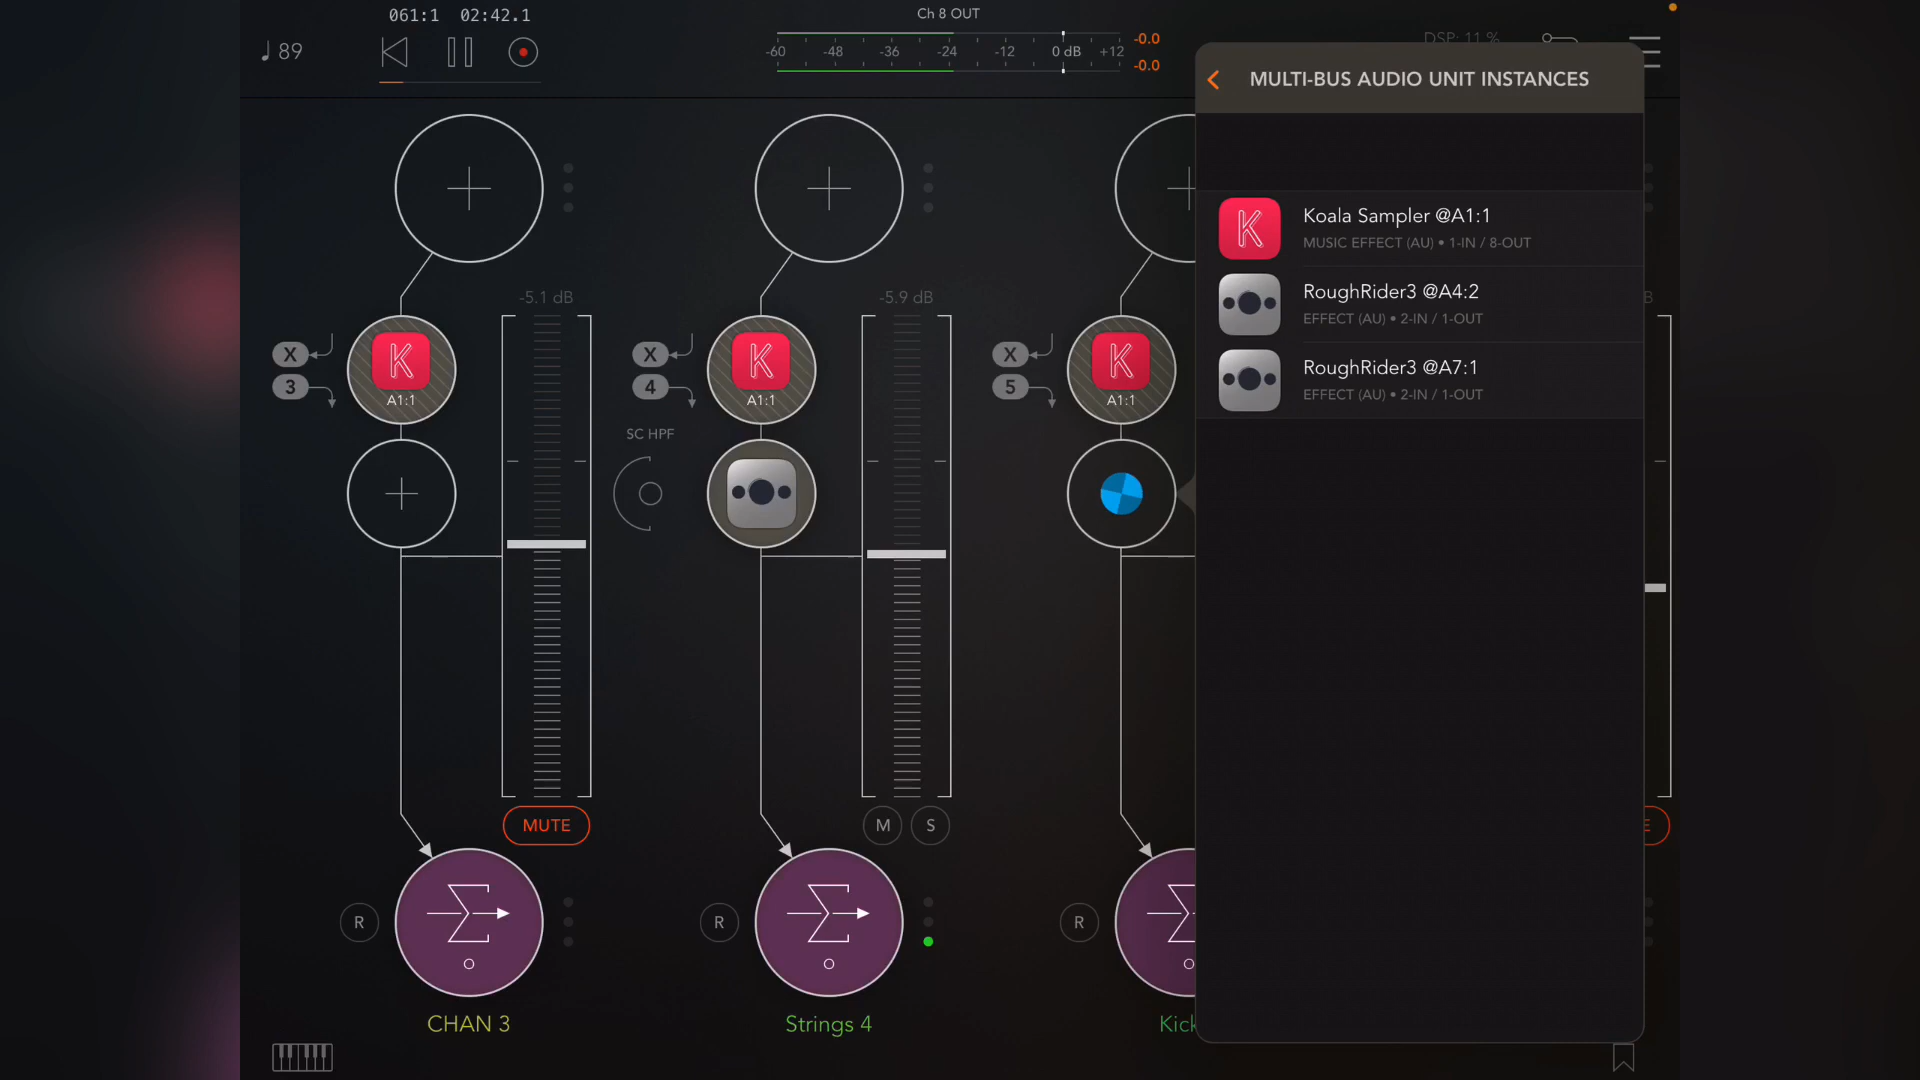 061:1 02:42.1
Ch 8 OUT
89
-60 -48 -36 -24 -12 0 dB +12
-0.0
-0.0
DSP: 11 %
MULTI-BUS AUDIO UNIT INSTANCES
Koala Sampler @A1:1
MUSIC EFFECT (AU) • 1-IN / 8-OUT
RoughRider3 @A4:2
EFFECT (AU) • 2-IN / 1-OUT
RoughRider3 @A7:1
EFFECT (AU) • 2-IN / 1-OUT
-5.1 dB
-5.9 dB
B
X
3
K
A1:1
X
4
K
A1:1
X
5
K
A1:1
SC HPF
MUTE
M S
E
R
R
R
CHAN 3
Strings 4
Kick